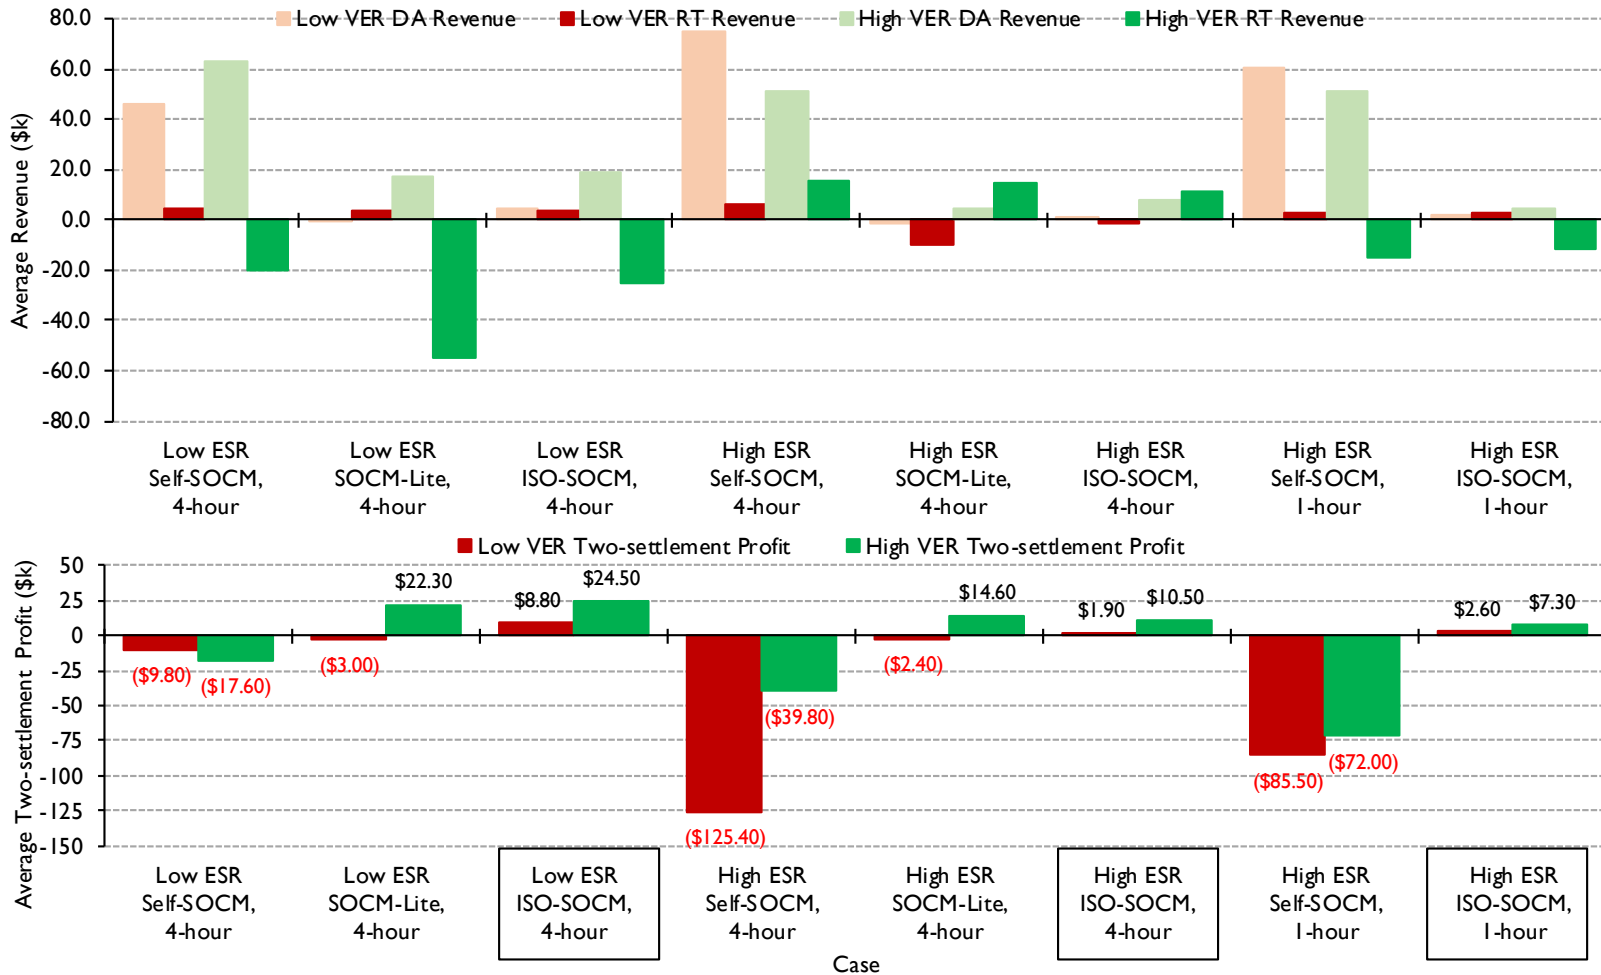 Low VER DA Revenue Low VER RT Revenue High VER DA Revenue High VER RT Revenue
Average Revenue ($k)
80.0
60.0
40.0
20.0
0.0
-20.0
-40.0
-60.0
-80.0
Low ESR Self-SOCM, 4-hour
Low ESR SOCM-Lite, 4-hour
Low ESR ISO-SOCM, 4-hour
High ESR Self-SOCM, 4-hour
High ESR SOCM-Lite, 4-hour
High ESR ISO-SOCM, 4-hour
High ESR Self-SOCM, 1-hour
High ESR ISO-SOCM, 1-hour
Low VER Two-settlement Profit High VER Two-settlement Profit
Average Two-settlement Profit ($k)
50
25
0
-25
-50
-75
-100
-125
-150
($9.80)
($17.60)
($3.00)
$22.30
$8.80
$24.50
($125.40)
($39.80)
($2.40)
$14.60
$1.90
$10.50
($85.50)
($72.00)
$2.60
$7.30
Low ESR Self-SOCM, 4-hour
Low ESR SOCM-Lite, 4-hour
Low ESR ISO-SOCM, 4-hour
High ESR Self-SOCM, 4-hour
High ESR SOCM-Lite, 4-hour
High ESR ISO-SOCM, 4-hour
High ESR Self-SOCM, 1-hour
High ESR ISO-SOCM, 1-hour
Case